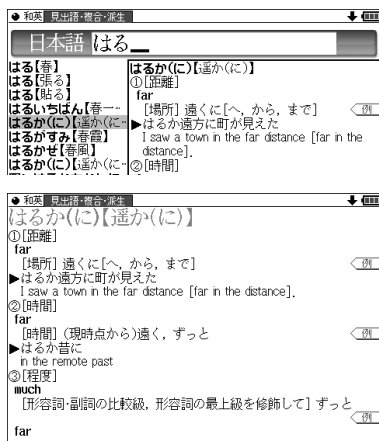 和英 見出語・複合・派生
日本語 はる
はる【春】
はる【張る】
はる【貼る】
はるいちばん【春一‥
はるか(に)【遥か(に‥
はるがすみ【春霞】
はるかぜ【春風】
はるか(に)【遥か(に‥
はるか(に)【遥か(に)】
①[距離]
far
[場所] 遠くに[へ, から, まで] 例
▶はるか遠方に町が見えた
I saw a town in the far distance [far in the
distance].
②[時間]
和英 見出語・複合・派生
はるか(に)【遥か(に)】
①[距離]
far
[場所] 遠くに[へ, から, まで] 例
▶はるか遠方に町が見えた
I saw a town in the far distance [far in the distance].
②[時間]
far
[時間] (現時点から)遠く, ずっと 例
▶はるか昔に
in the remote past
③[程度]
much
[形容詞・副詞の比較級, 形容詞の最上級を修飾して] ずっと
例
far